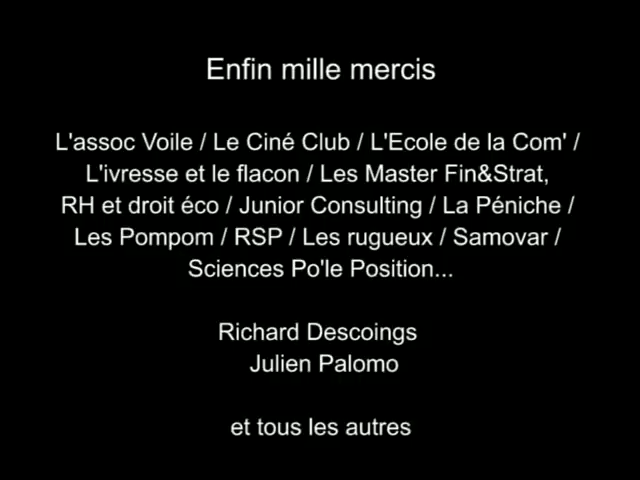 Enfin mille mercis
L'assoc Voile / Le Ciné Club / L'Ecole de la Com' /
L'ivresse et le flacon / Les Master Fin&Strat,
RH et droit éco / Junior Consulting / La Péniche /
Les Pompom / RSP / Les rugueux / Samovar /
Sciences Po'le Position...
Richard Descoings
Julien Palomo
et tous les autres